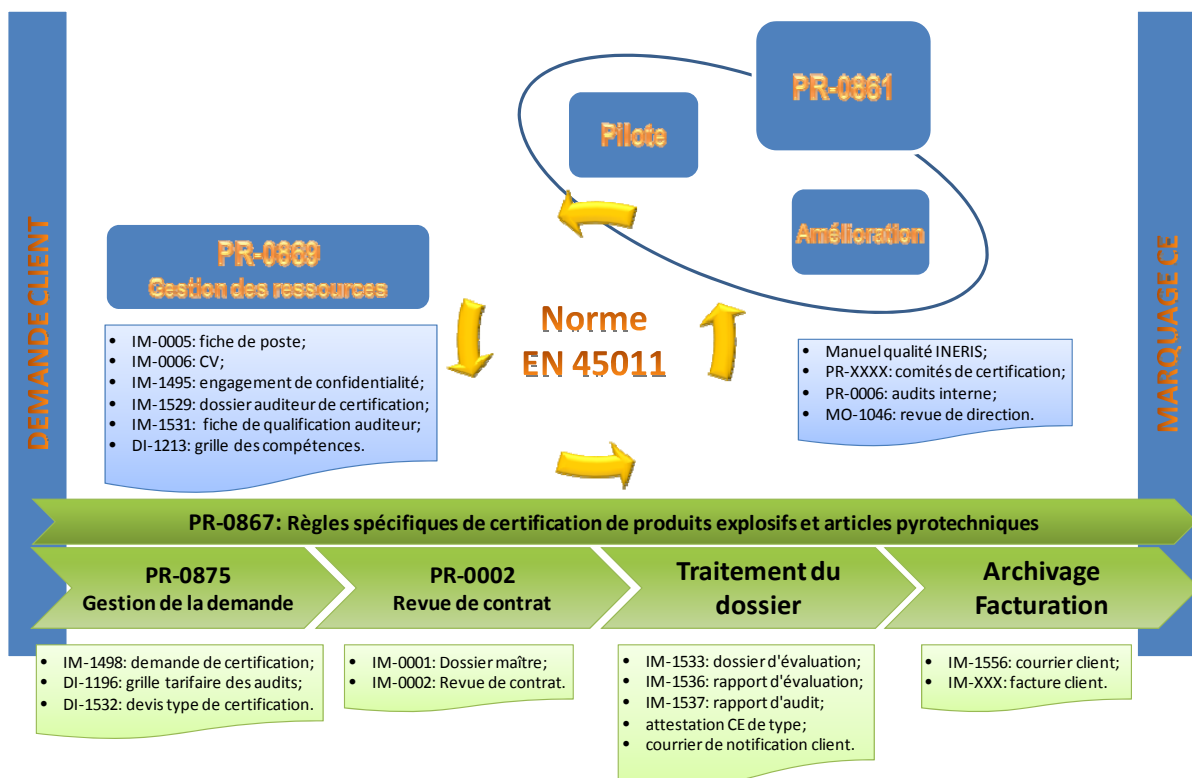 DEMANDE CLIENT
PR-0861
Pilote
Amélioration
PR-0869
Gestion des ressources
• IM-0005: fiche de poste;
• IM-0006: CV;
• IM-1495: engagement de confidentialité;
• IM-1529: dossier auditeur de certification;
• IM-1531: fiche de qualification auditeur;
• DI-1213: grille des compétences.
Norme
EN 45011
• Manuel qualité INERIS;
• PR-XXXX: comités de certification;
• PR-0006: audits interne;
• MO-1046: revue de direction.
MARQUAGE CE
PR-0867: Règles spécifiques de certification de produits explosifs et articles pyrotechniques
PR-0875
Gestion de la demande
PR-0002
Revue de contrat
Traitement du
dossier
Archivage
Facturation
• IM-1498: demande de certification;
• DI-1196: grille tarifaire des audits;
• DI-1532: devis type de certification.
• IM-0001: Dossier maître;
• IM-0002: Revue de contrat.
• IM-1533: dossier d'évaluation;
• IM-1536: rapport d'évaluation;
• IM-1537: rapport d'audit;
• attestation CE de type;
• courrier de notification client.
• IM-1556: courrier client;
• IM-XXX: facture client.